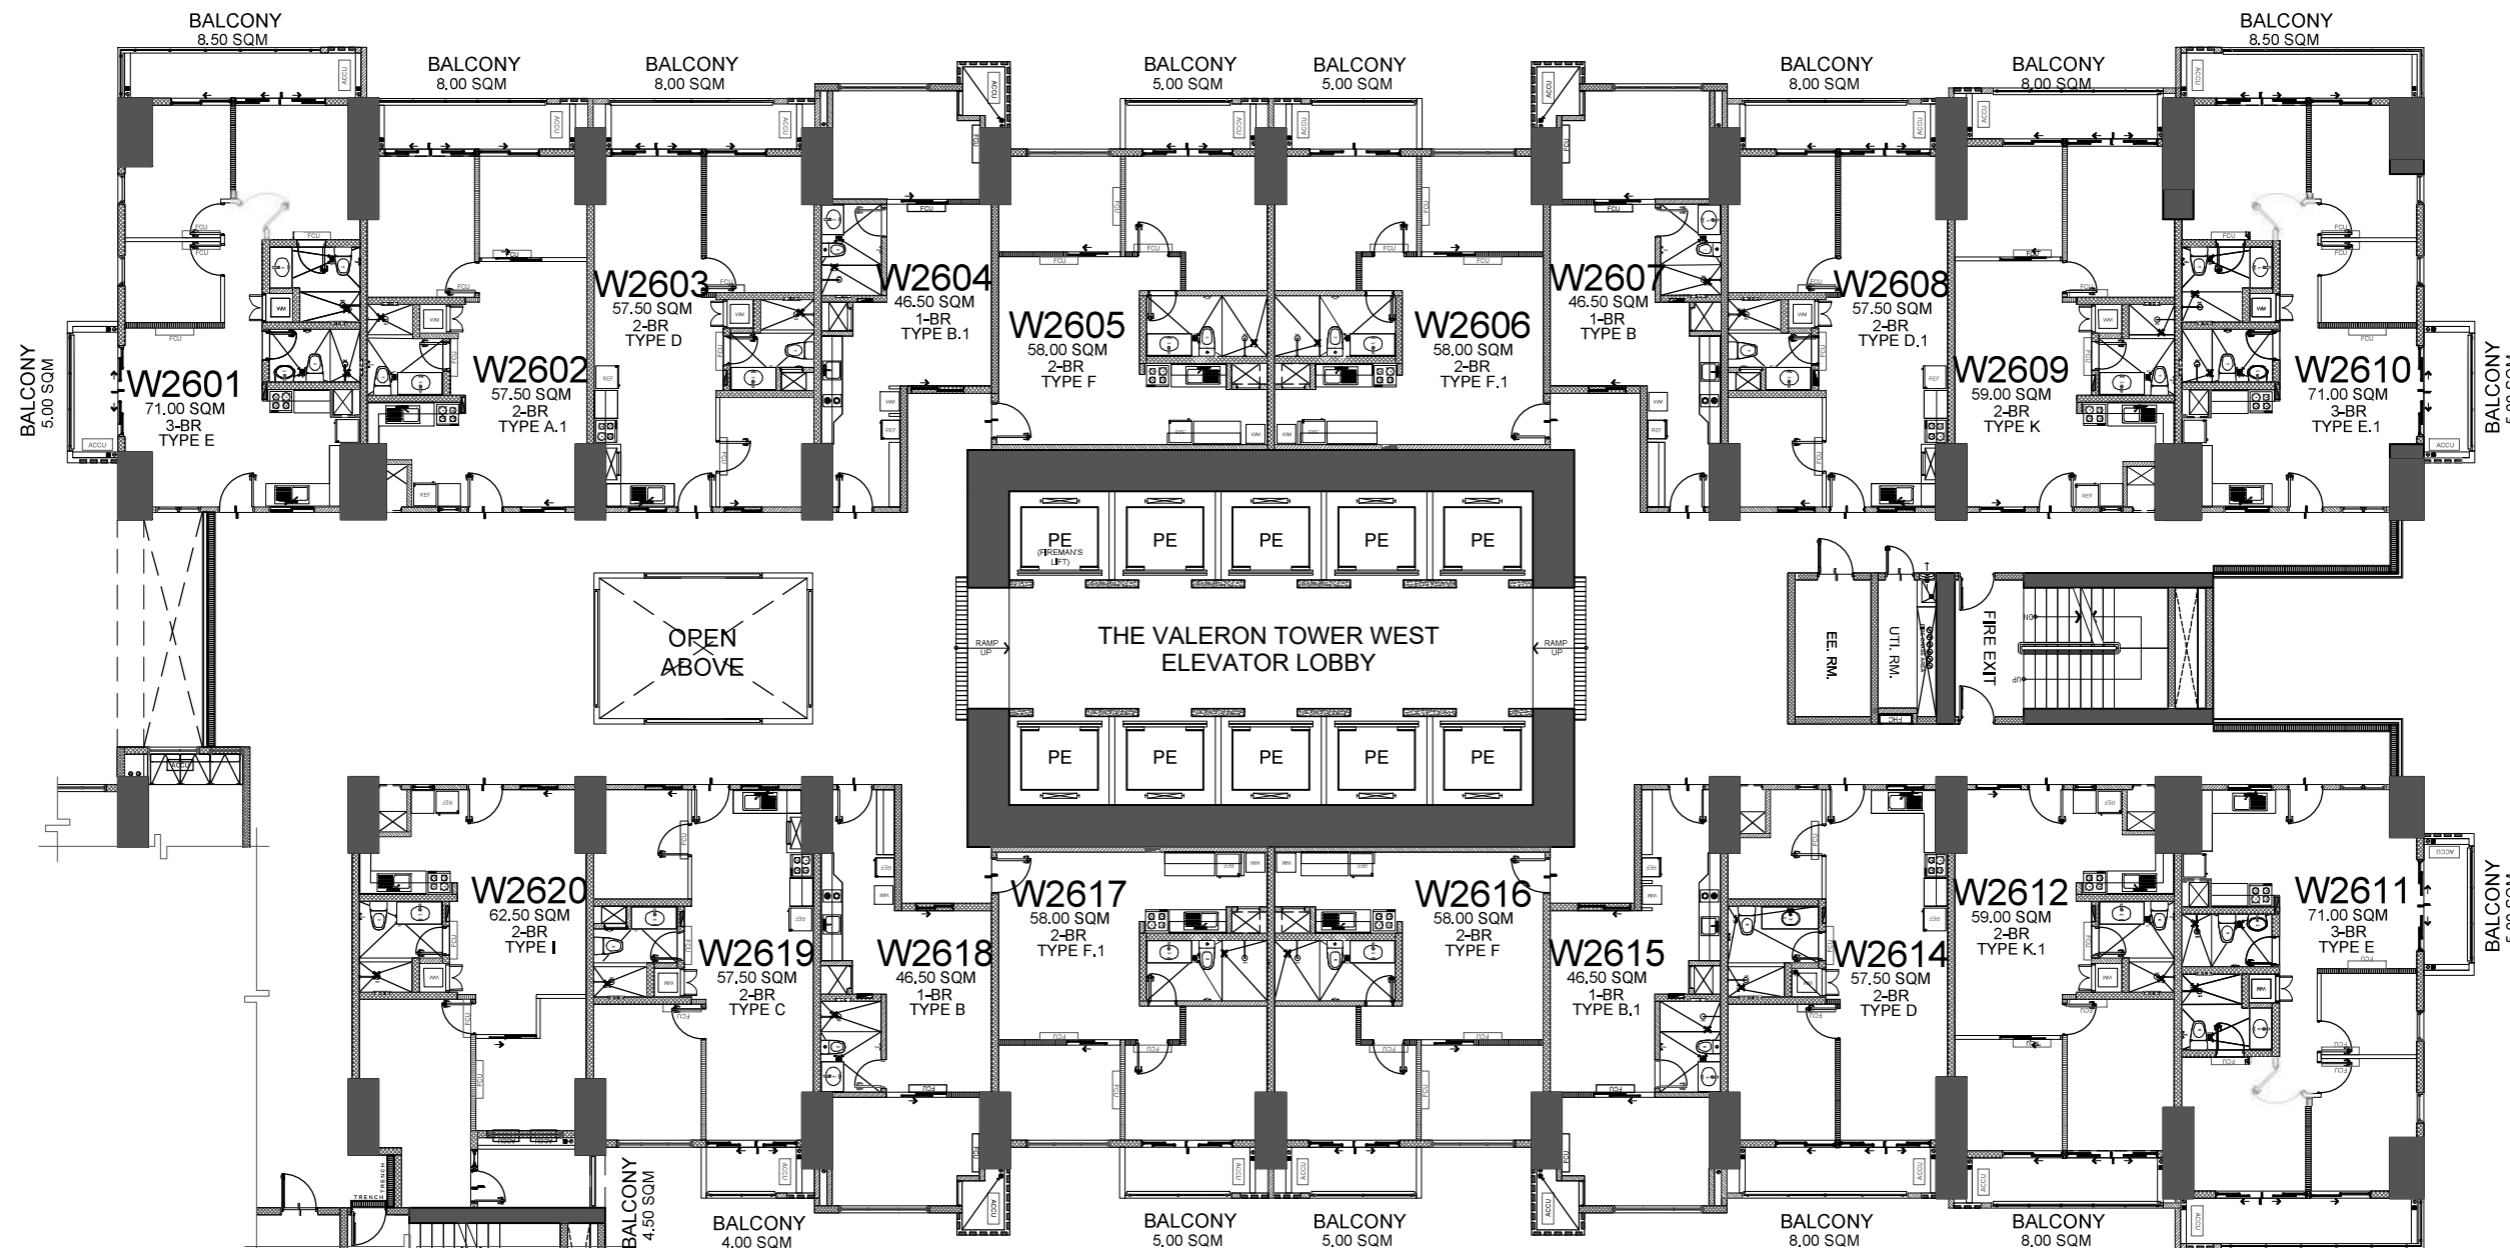 BALCONY
8.50 SQM
BALCONY
8.00 SQM
BALCONY
8.00 SQM
BALCONY
5.00 SQM
BALCONY
5.00 SQM
BALCONY
8.00 SQM
BALCONY
8.00 SQM
BALCONY
8.50 SQM
BALCONY
5.00 SQM
W2601
71.00 SQM
3-BR
TYPE E
W2602
57.50 SQM
2-BR
TYPE A.1
W2603
57.50 SQM
2-BR
TYPE D
W2604
46.50 SQM
1-BR
TYPE B.1
W2605
58.00 SQM
2-BR
TYPE F
W2606
58.00 SQM
2-BR
TYPE F.1
W2607
46.50 SQM
1-BR
TYPE B
W2608
57.50 SQM
2-BR
TYPE D.1
W2609
59.00 SQM
2-BR
TYPE K
W2610
71.00 SQM
3-BR
TYPE E.1
BALCONY
PE
(FIREMAN'S
LIFT)
PE
PE
PE
PE
OPEN
ABOVE
RAMP
UP
THE VALERON TOWER WEST
ELEVATOR LOBBY
RAMP
UP
EE. RM.
UTI. RM.
FHC
FIRE EXIT
DN
UP
PE
PE
PE
PE
PE
W2620
62.50 SQM
2-BR
TYPE I
W2619
57.50 SQM
2-BR
TYPE C
W2618
46.50 SQM
1-BR
TYPE B
W2617
58.00 SQM
2-BR
TYPE F.1
W2616
58.00 SQM
2-BR
TYPE F
W2615
46.50 SQM
1-BR
TYPE B.1
W2614
57.50 SQM
2-BR
TYPE D
W2612
59.00 SQM
2-BR
TYPE K.1
W2611
71.00 SQM
3-BR
TYPE E
BALCONY
TRENCH
TRENCH
BALCONY
4.50 SQM
BALCONY
4.00 SQM
BALCONY
5.00 SQM
BALCONY
5.00 SQM
BALCONY
8.00 SQM
BALCONY
8.00 SQM